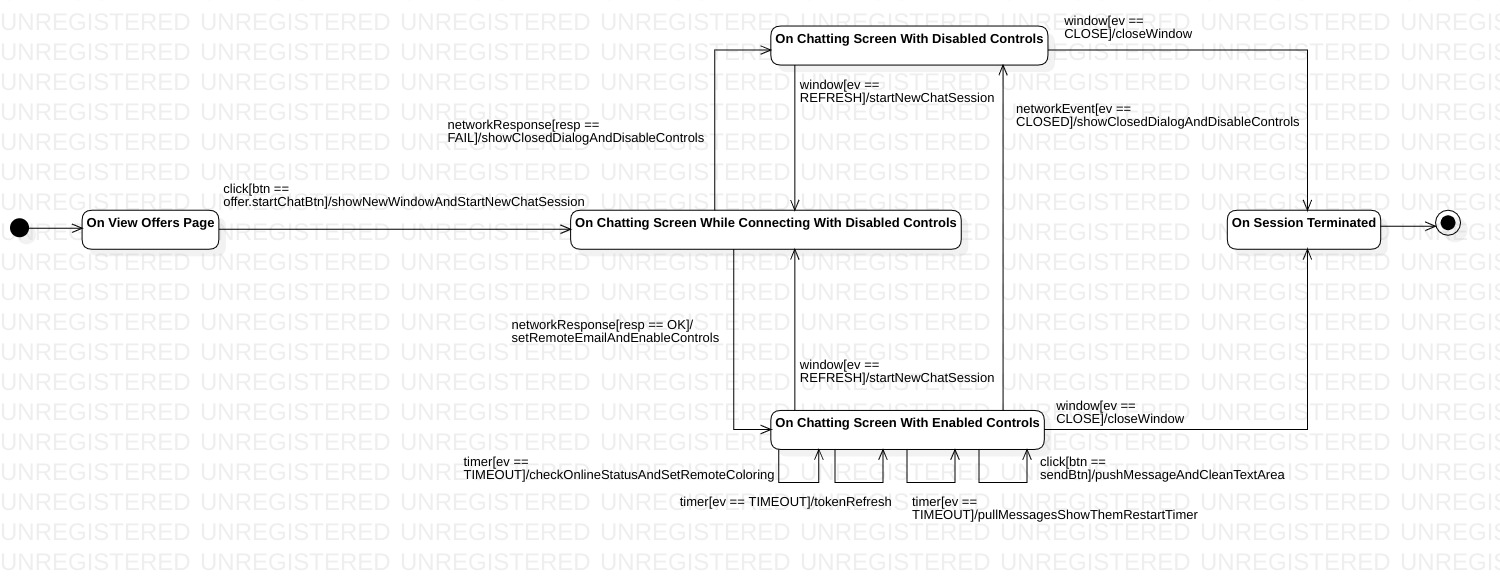 On Chatting Screen With Disabled Controls
window[ev ==
CLOSE]/closeWindow
window[ev ==
REFRESH]/startNewChatSession
networkEvent[ev ==
CLOSED]/showClosedDialogAndDisableControls
networkResponse[resp ==
FAIL]/showClosedDialogAndDisableControls
click[btn ==
offer.startChatBtn]/showNewWindowAndStartNewChatSession
On View Offers Page
On Chatting Screen While Connecting With Disabled Controls
On Session Terminated
networkResponse[resp == OK]/
setRemoteEmailAndEnableControls
window[ev ==
REFRESH]/startNewChatSession
On Chatting Screen With Enabled Controls
window[ev ==
CLOSE]/closeWindow
timer[ev ==
TIMEOUT]/checkOnlineStatusAndSetRemoteColoring
click[btn ==
sendBtn]/pushMessageAndCleanTextArea
timer[ev == TIMEOUT]/tokenRefresh
timer[ev ==
TIMEOUT]/pullMessagesShowThemRestartTimer
UNREGISTERED